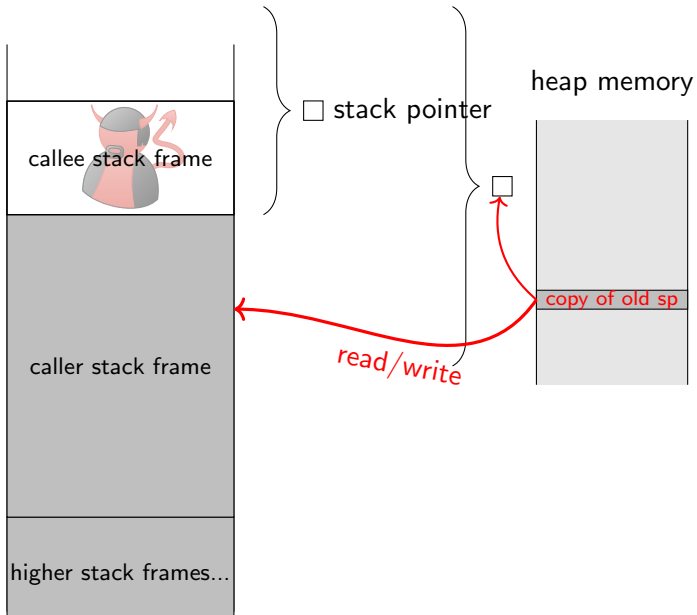 heap memory
□ stack pointer
callee stack frame
□
copy of old sp
read/write
caller stack frame
higher stack frames...